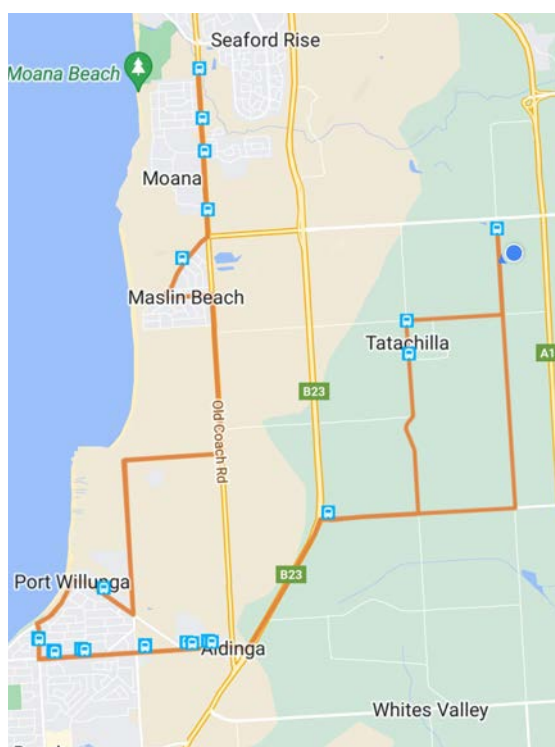 Seaford Rise
Moana Beach
Moana
Maslin Beach
Tatachilla
A1
B23
Old Coach Rd
Port Willunga
B23
Aldinga
Whites Valley